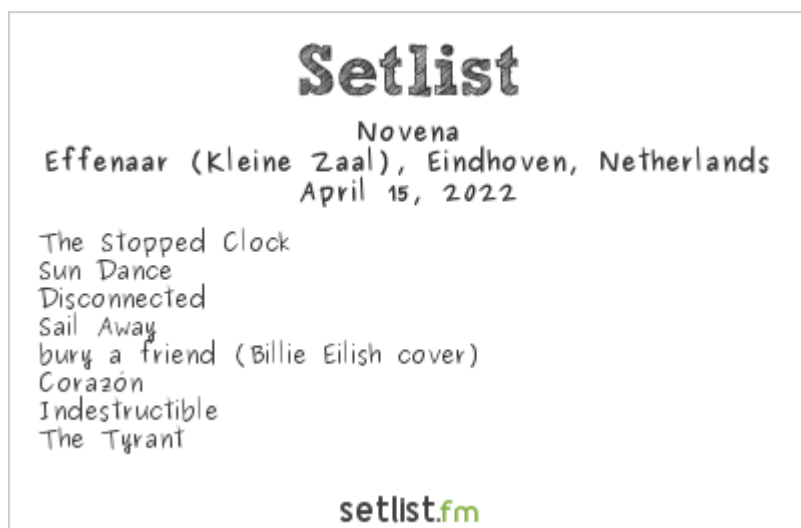 Setlist
Novena
Effenaar (Kleine Zaal), Eindhoven, Netherlands
April 15, 2022
The Stopped Clock
Sun Dance
Disconnected
Sail Away
bury a friend (Billie Eilish cover)
Corazón
Indestructible
The Tyrant
setlist.fm